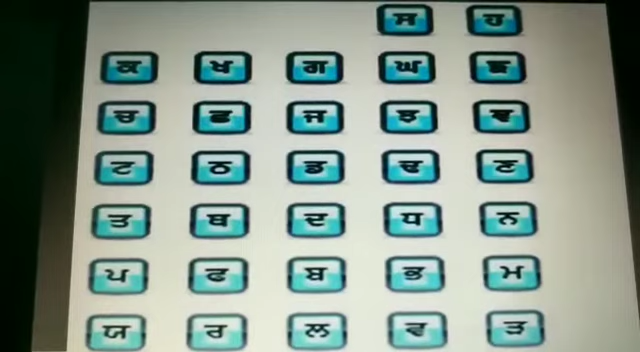 ਸ ਹ
ਕ ਖ ਗ ਘ ਙ
ਚ ਛ ਜ ਝ ਞ
ਟ ਠ ਡ ਢ ਣ
ਤ ਥ ਦ ਧ ਨ
ਪ ਫ ਬ ਭ ਮ
ਯ ਰ ਲ ਵ ੜ